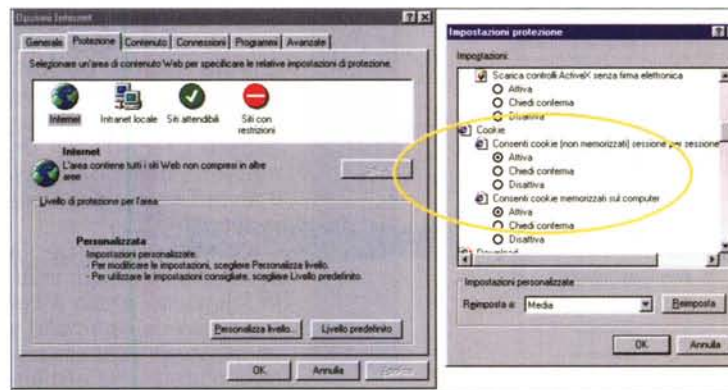 Opzioni Internet
Generale Protezione Contenuto Connessioni Programmi Avanzate
Selezionare un'area di contenuto Web per specificare le relative impostazioni di protezione.
Internet Intranet locale Siti attendibili Siti con restrizioni
Internet
L'area contiene tutti i siti Web non compresi in altre
aree
Livello di protezione per l'area
Personalizzata
Impostazioni personalizzate.
- Per modificare le impostazioni, scegliere Personalizza livello.
- Per utilizzare le impostazioni consigliate, scegliere Livello predefinito.
Personalizza livello... Livello predefinito
OK Annulla
Impostazioni protezione
Impostazioni:
Scarica controlli ActiveX senza firma elettronica
Attiva
Chiedi conferma
Disattiva
Cookie
Consenti cookie (non memorizzati) sessione per sessione
Attiva
Chiedi conferma
Disattiva
Consenti cookie memorizzati sul computer
Attiva
Chiedi conferma
Disattiva
Download
Impostazioni personalizzate
Reimposta a: Media Reimposta
OK Annulla